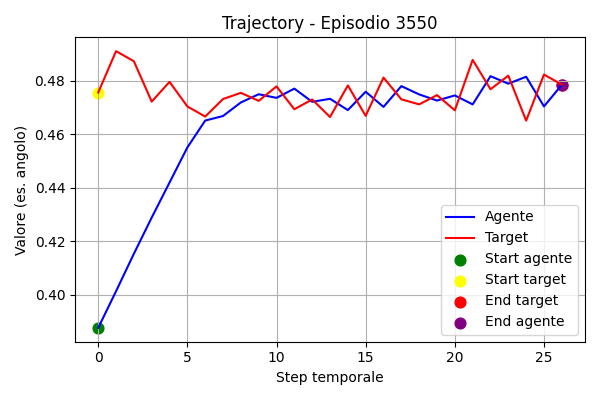 Trajectory - Episodio 3550
Valore (es. angolo)
0.48
0.46
0.44
0.42
0.40
0
5
10
15
20
25
Step temporale
Agente
Target
Start agente
Start target
End target
End agente